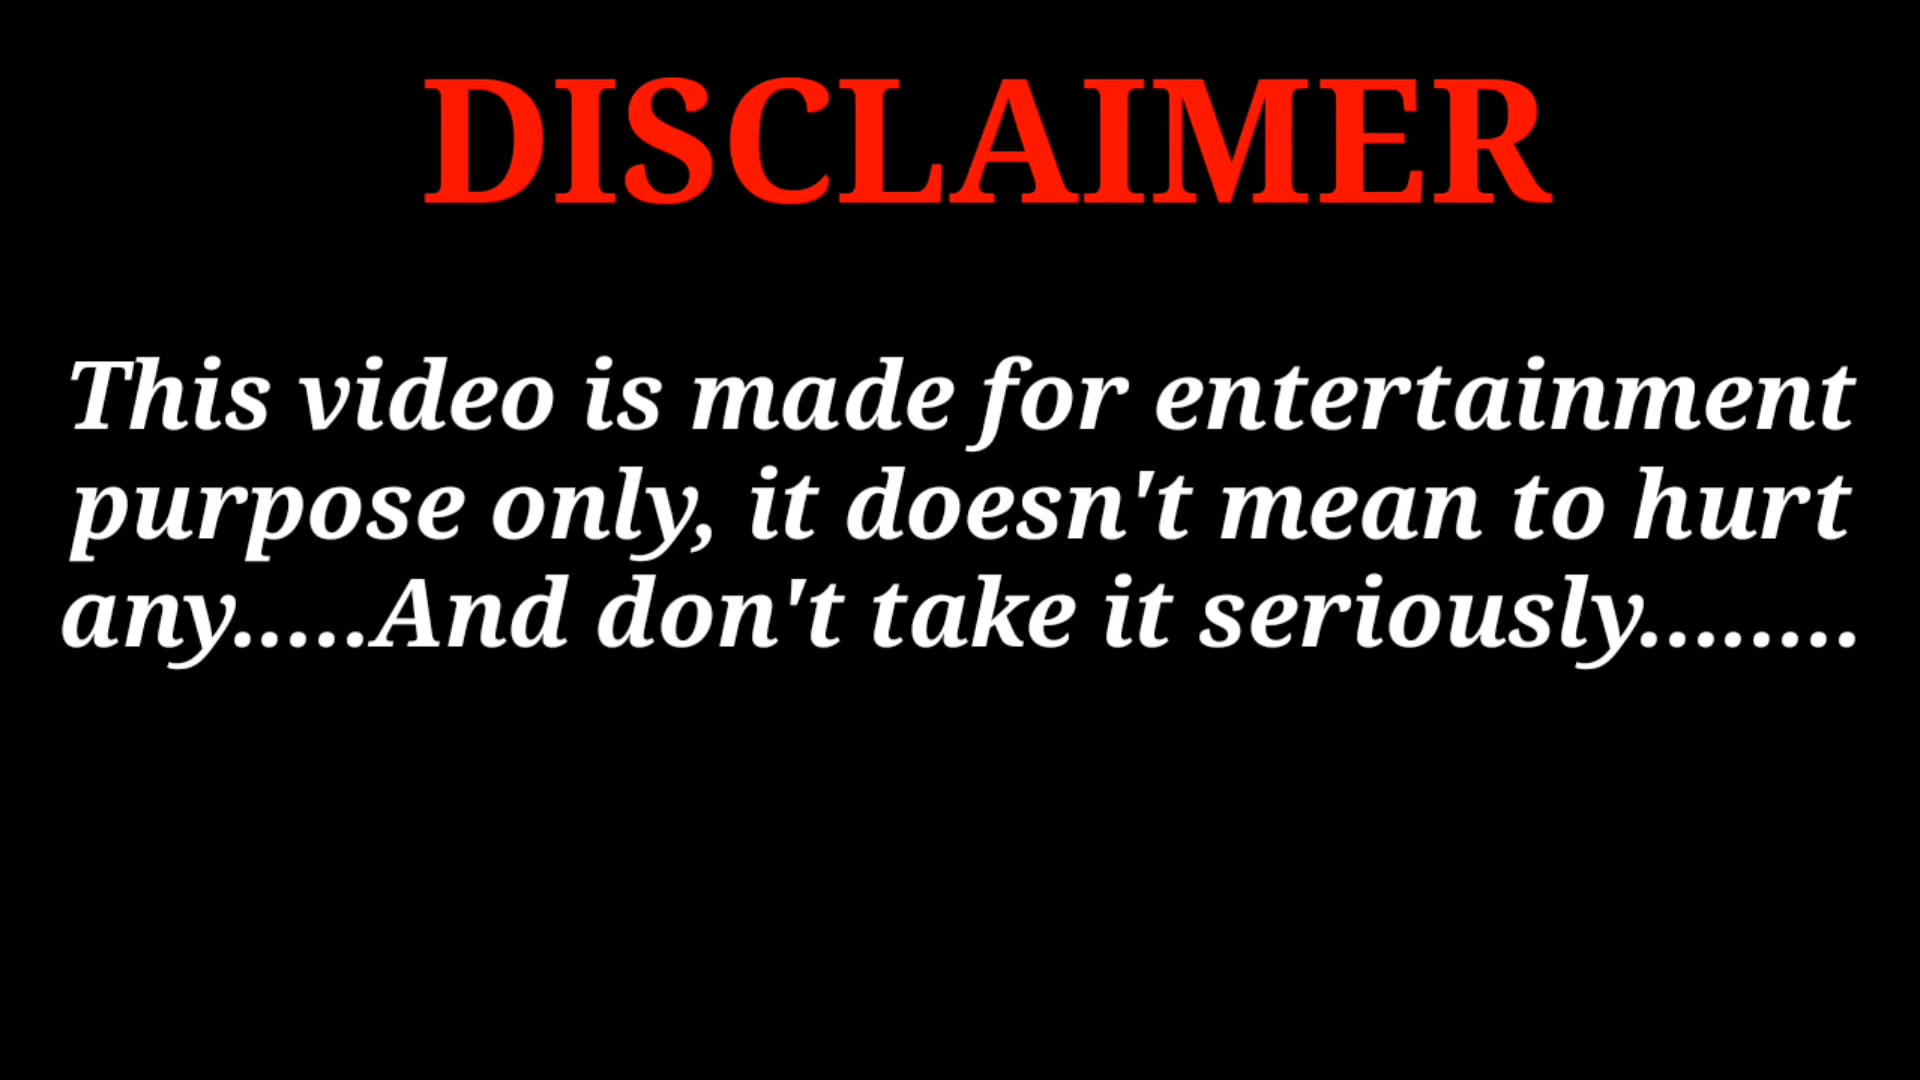 DISCLAIMER
This video is made for entertainment
purpose only, it doesn't mean to hurt
any.....And don't take it seriously........